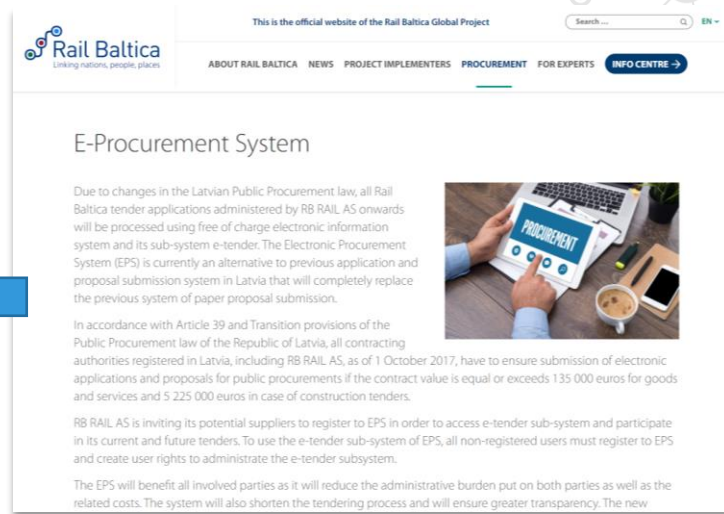 This is the official website of the Rail Baltica Global Project
Search ...
EN
Rail Baltica
Linking nations, people, places
ABOUT RAIL BALTICA NEWS PROJECT IMPLEMENTERS PROCUREMENT FOR EXPERTS INFO CENTRE →
E-Procurement System
Due to changes in the Latvian Public Procurement law, all Rail
Baltica tender applications administered by RB RAIL AS onwards
will be processed using free of charge electronic information
system and its sub-system e-tender. The Electronic Procurement
System (EPS) is currently an alternative to previous application and
proposal submission system in Latvia that will completely replace
the previous system of paper proposal submission.
PROCUREMENT
In accordance with Article 39 and Transition provisions of the
Public Procurement law of the Republic of Latvia, all contracting
authorities registered in Latvia, including RB RAIL AS, as of 1 October 2017, have to ensure submission of electronic
applications and proposals for public procurements if the contract value is equal or exceeds 135 000 euros for goods
and services and 5 225 000 euros in case of construction tenders.
RB RAIL AS is inviting its potential suppliers to register to EPS in order to access e-tender sub-system and participate
in its current and future tenders. To use the e-tender sub-system of EPS, all non-registered users must register to EPS
and create user rights to administrate the e-tender subsystem.
The EPS will benefit all involved parties as it will reduce the administrative burden put on both parties as well as the
related costs. The system will also shorten the tendering process and will ensure greater transparency. The new